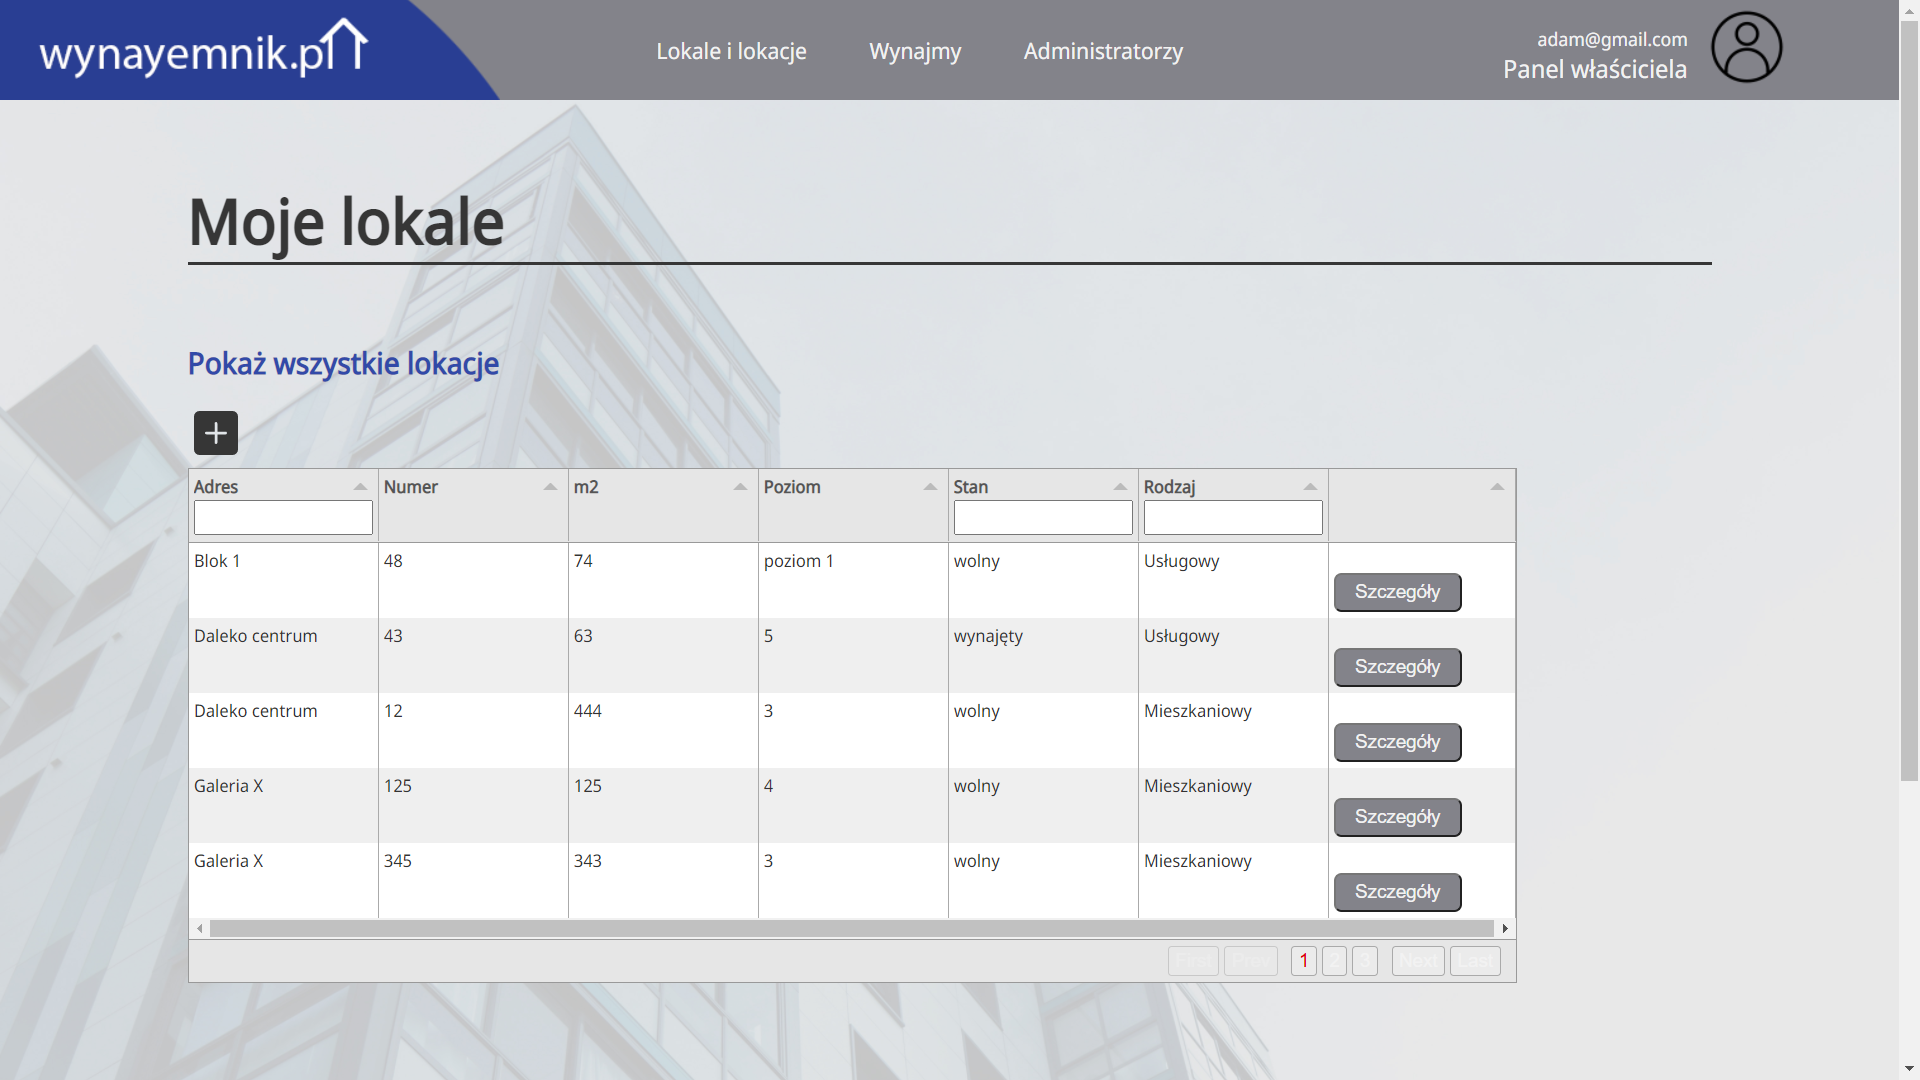 wynayemnik.pl
Lokale i lokacje
Wynajmy
Administratorzy
adam@gmail.com
Panel właściciela
Moje lokale
Pokaż wszystkie lokacje
Adres Numer m2 Poziom Stan Rodzaj
Blok 1 48 74 poziom 1 wolny Usługowy Szczegóły
Daleko centrum 43 63 5 wynajęty Usługowy Szczegóły
Daleko centrum 12 444 3 wolny Mieszkaniowy Szczegóły
Galeria X 125 125 4 wolny Mieszkaniowy Szczegóły
Galeria X 345 343 3 wolny Mieszkaniowy Szczegóły
First Prev 1 2 3 Next Last